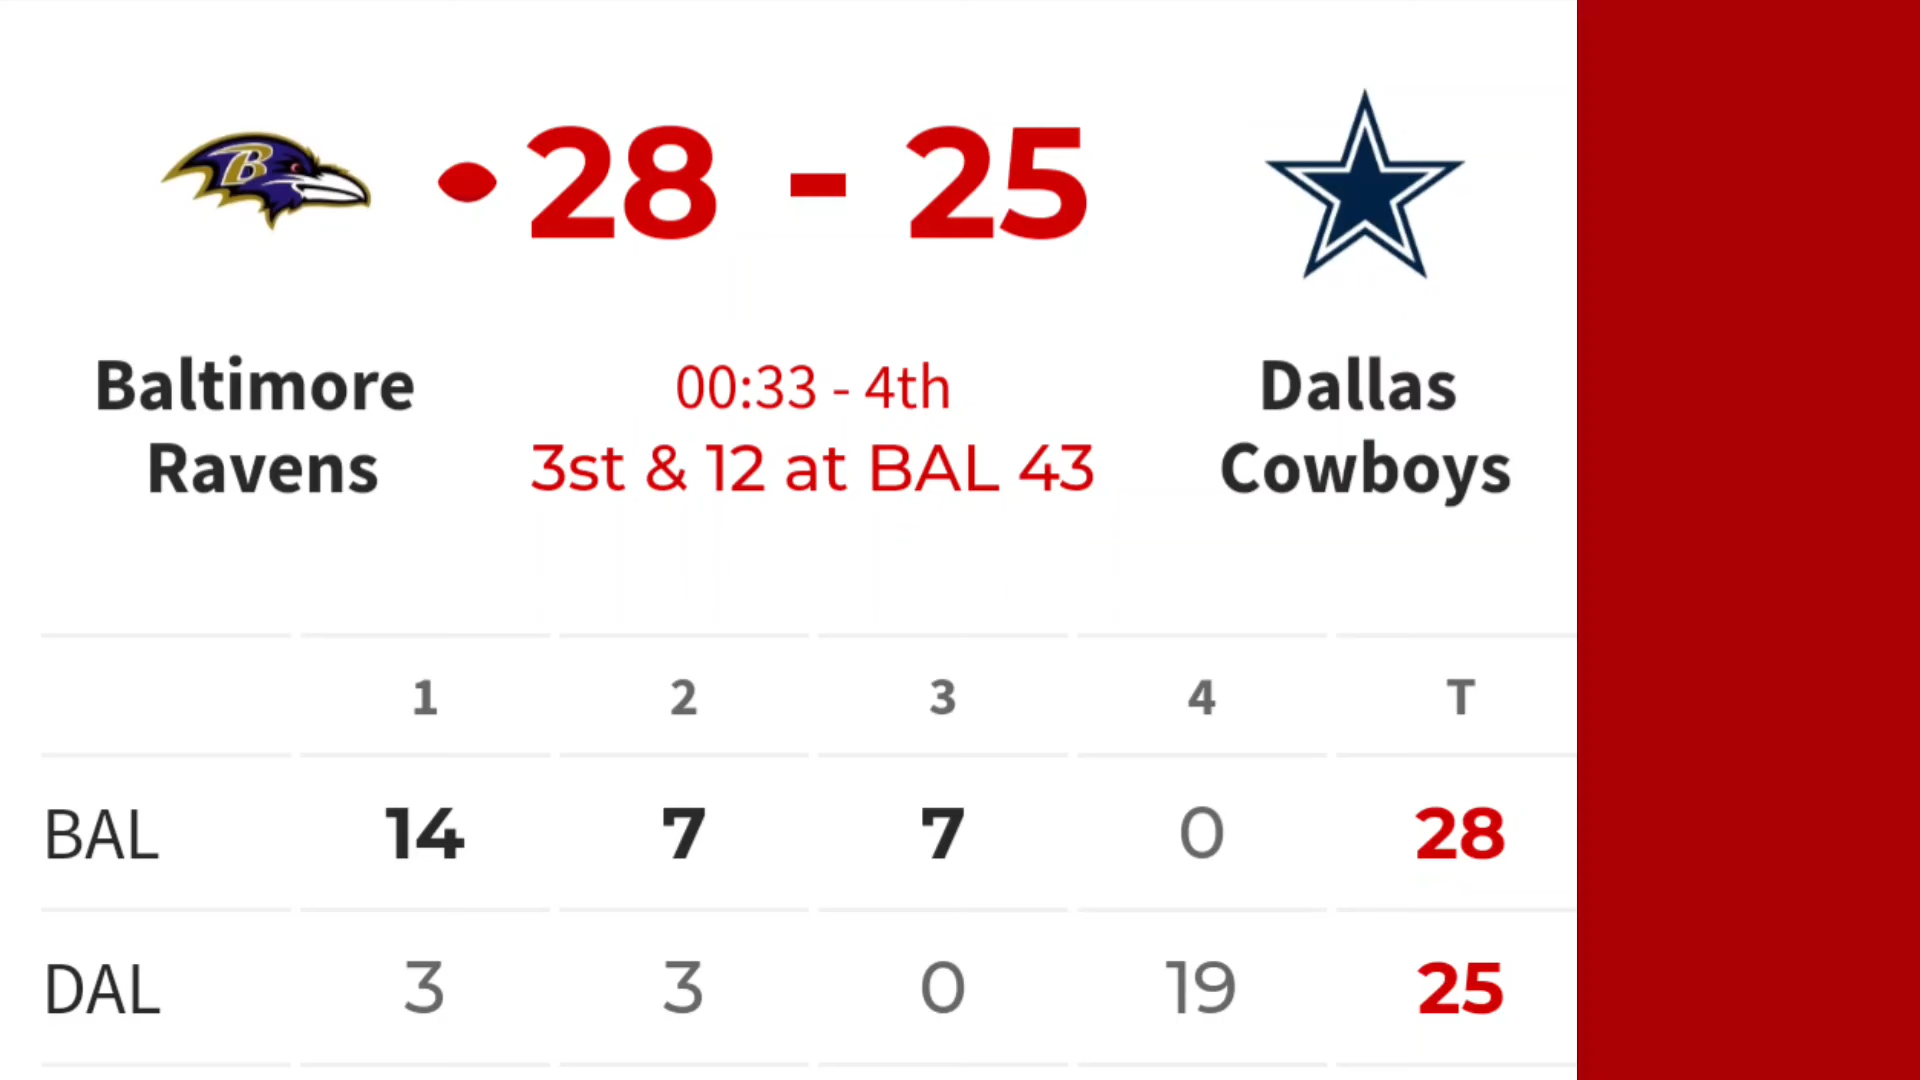 B
28 - 25
Baltimore Ravens
00:33 - 4th
3st & 12 at BAL 43
Dallas Cowboys
1 2 3 4 T
BAL 14 7 7 0 28
DAL 3 3 0 19 25